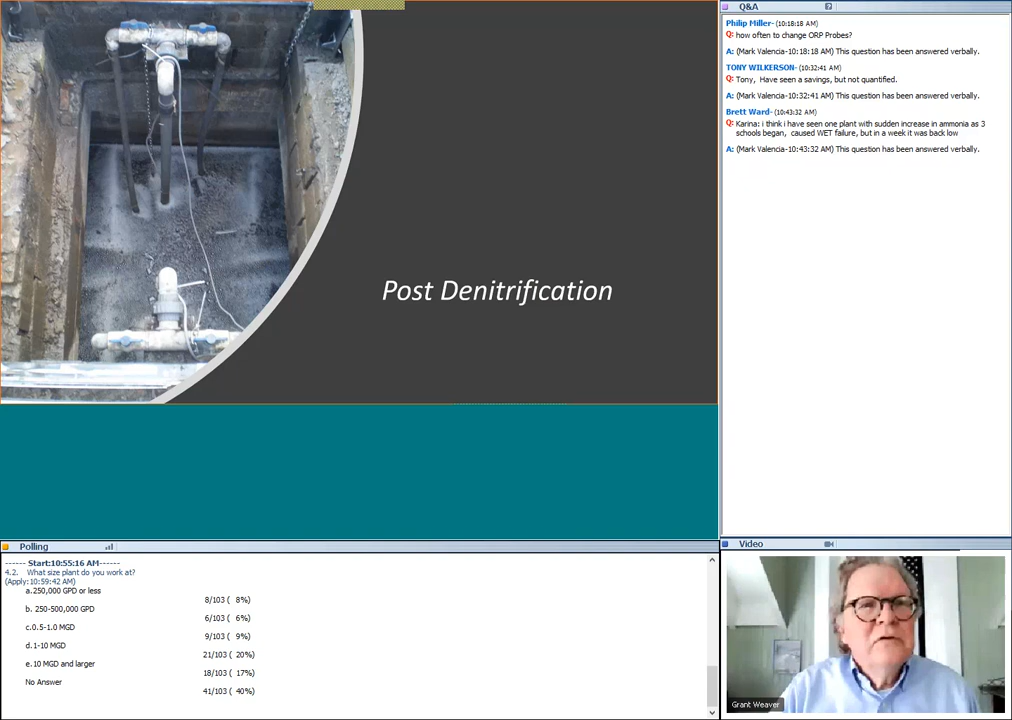 Post Denitrification
Q&A
Philip Miller- (10:18:18 AM)
Q: how often to change ORP Probes?
A: (Mark Valencia-10:18:18 AM) This question has been answered verbally.
TONY WILKERSON- (10:32:41 AM)
Q: Tony, Have seen a savings, but not quantified.
A: (Mark Valencia-10:32:41 AM) This question has been answered verbally.
Brett Ward- (10:43:32 AM)
Q: Karina: i think i have seen one plant with sudden increase in ammonia as 3
schools began, caused WET failure, but in a week it was back low
A: (Mark Valencia-10:43:32 AM) This question has been answered verbally.
Polling
------ Start:10:55:16 AM------
4.2. What size plant do you work at?
(Apply:10:59:42 AM)
a.250,000 GPD or less
8/103 ( 8%)
b. 250-500,000 GPD
6/103 ( 6%)
c.0.5-1.0 MGD
9/103 ( 9%)
d.1-10 MGD
21/103 ( 20%)
e.10 MGD and larger
18/103 ( 17%)
No Answer
41/103 ( 40%)
Video
Grant Weaver